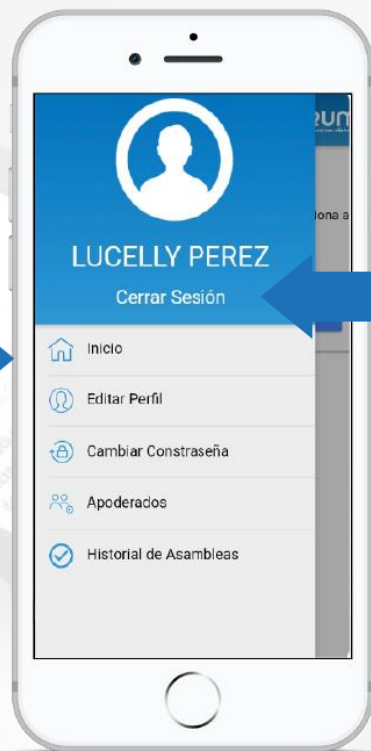 LUCELLY PEREZ
Cerrar Sesión
Inicio
Editar Perfil
Cambiar Constraseña
Apoderados
Historial de Asambleas